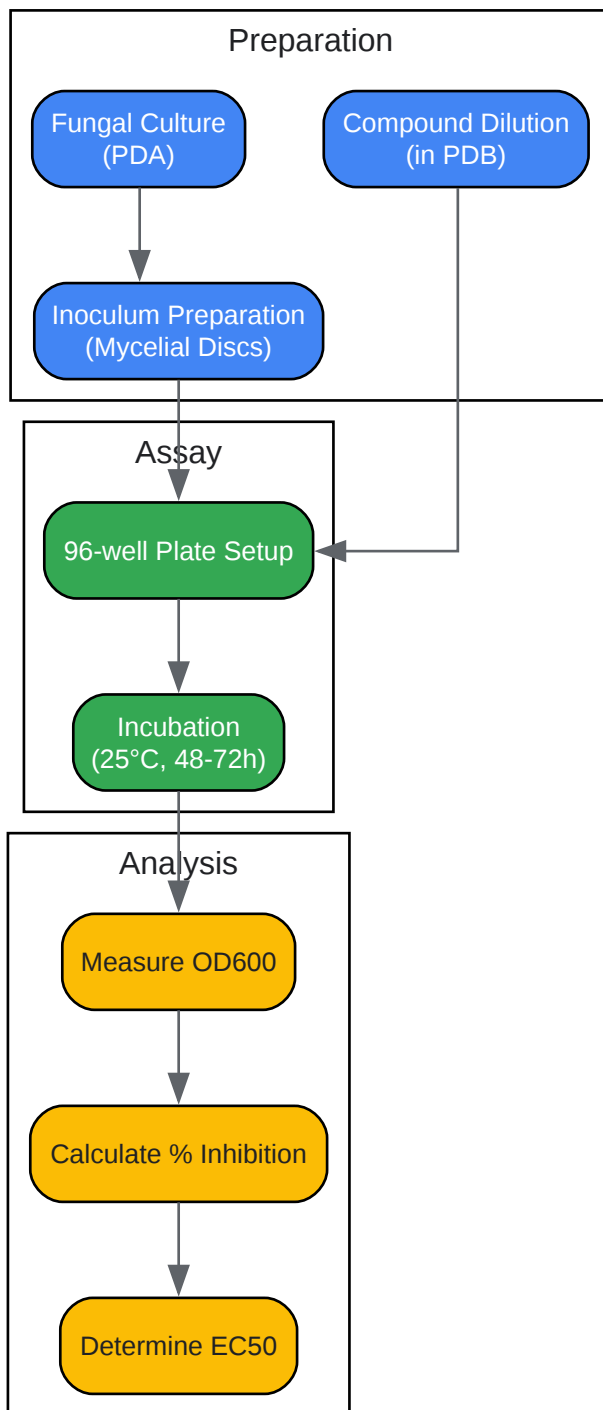 Preparation
Fungal Culture
(PDA)
Compound Dilution
(in PDB)
Inoculum Preparation
(Mycelial Discs)
Assay
96-well Plate Setup
Incubation
(25°C, 48-72h)
Analysis
Measure OD600
Calculate % Inhibition
Determine EC50